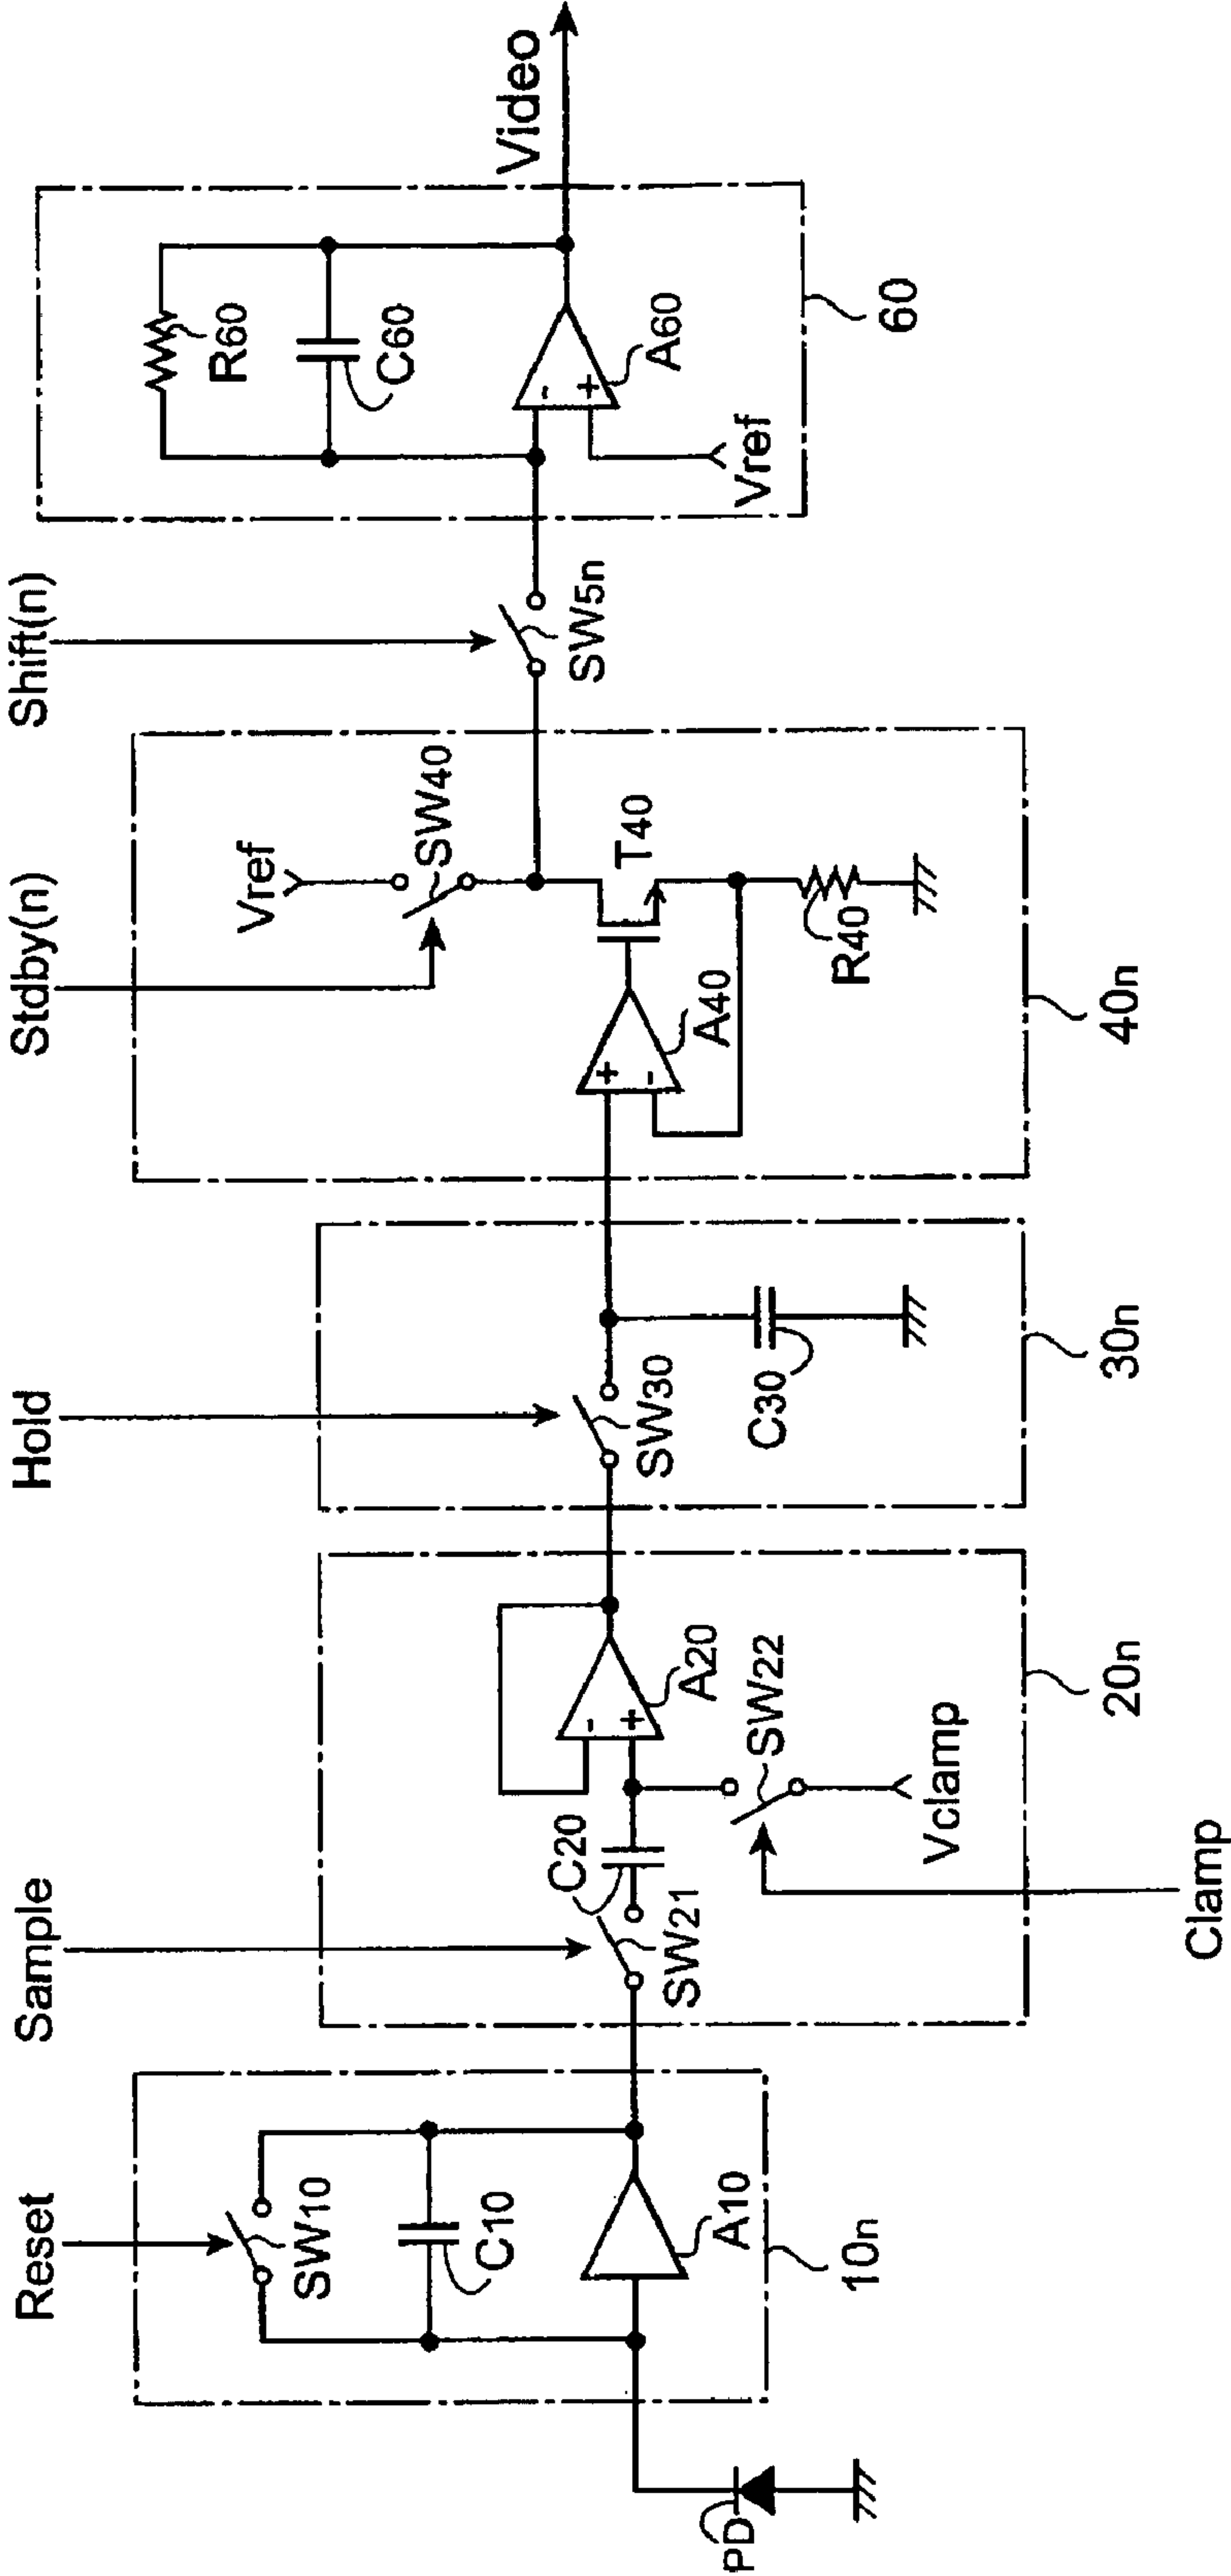 Reset
Sample
Hold
Stdby(n)
Shift(n)
SW10
C10
A10
10n
PD
C20
SW21
A20
SW22
Vclamp
20n
Clamp
SW30
C30
30n
Vref
SW40
T40
A40
R40
40n
SW5n
R60
C60
A60
Vref
60
Video
+
-
+
-
-
+